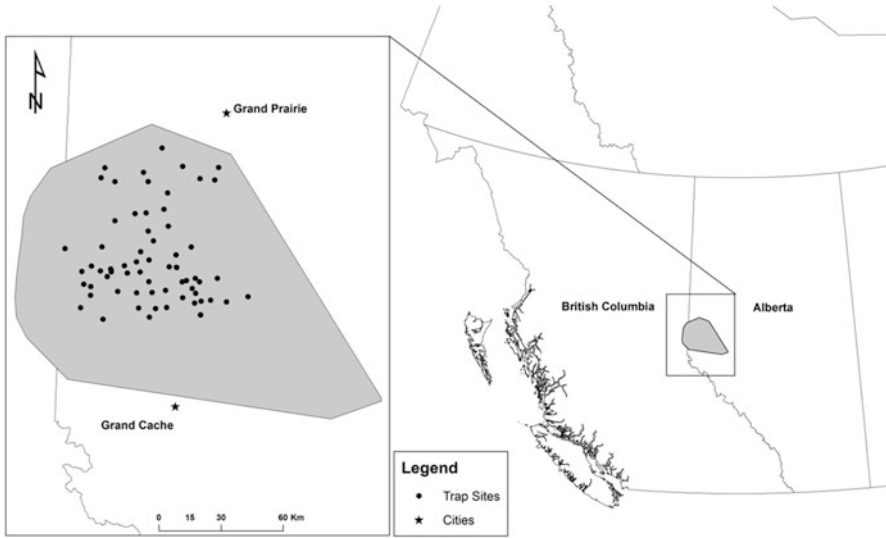 N
Grand Prairie
Grand Cache
0 15 30 60 Km
British Columbia
Alberta
Legend
Trap Sites
Cities